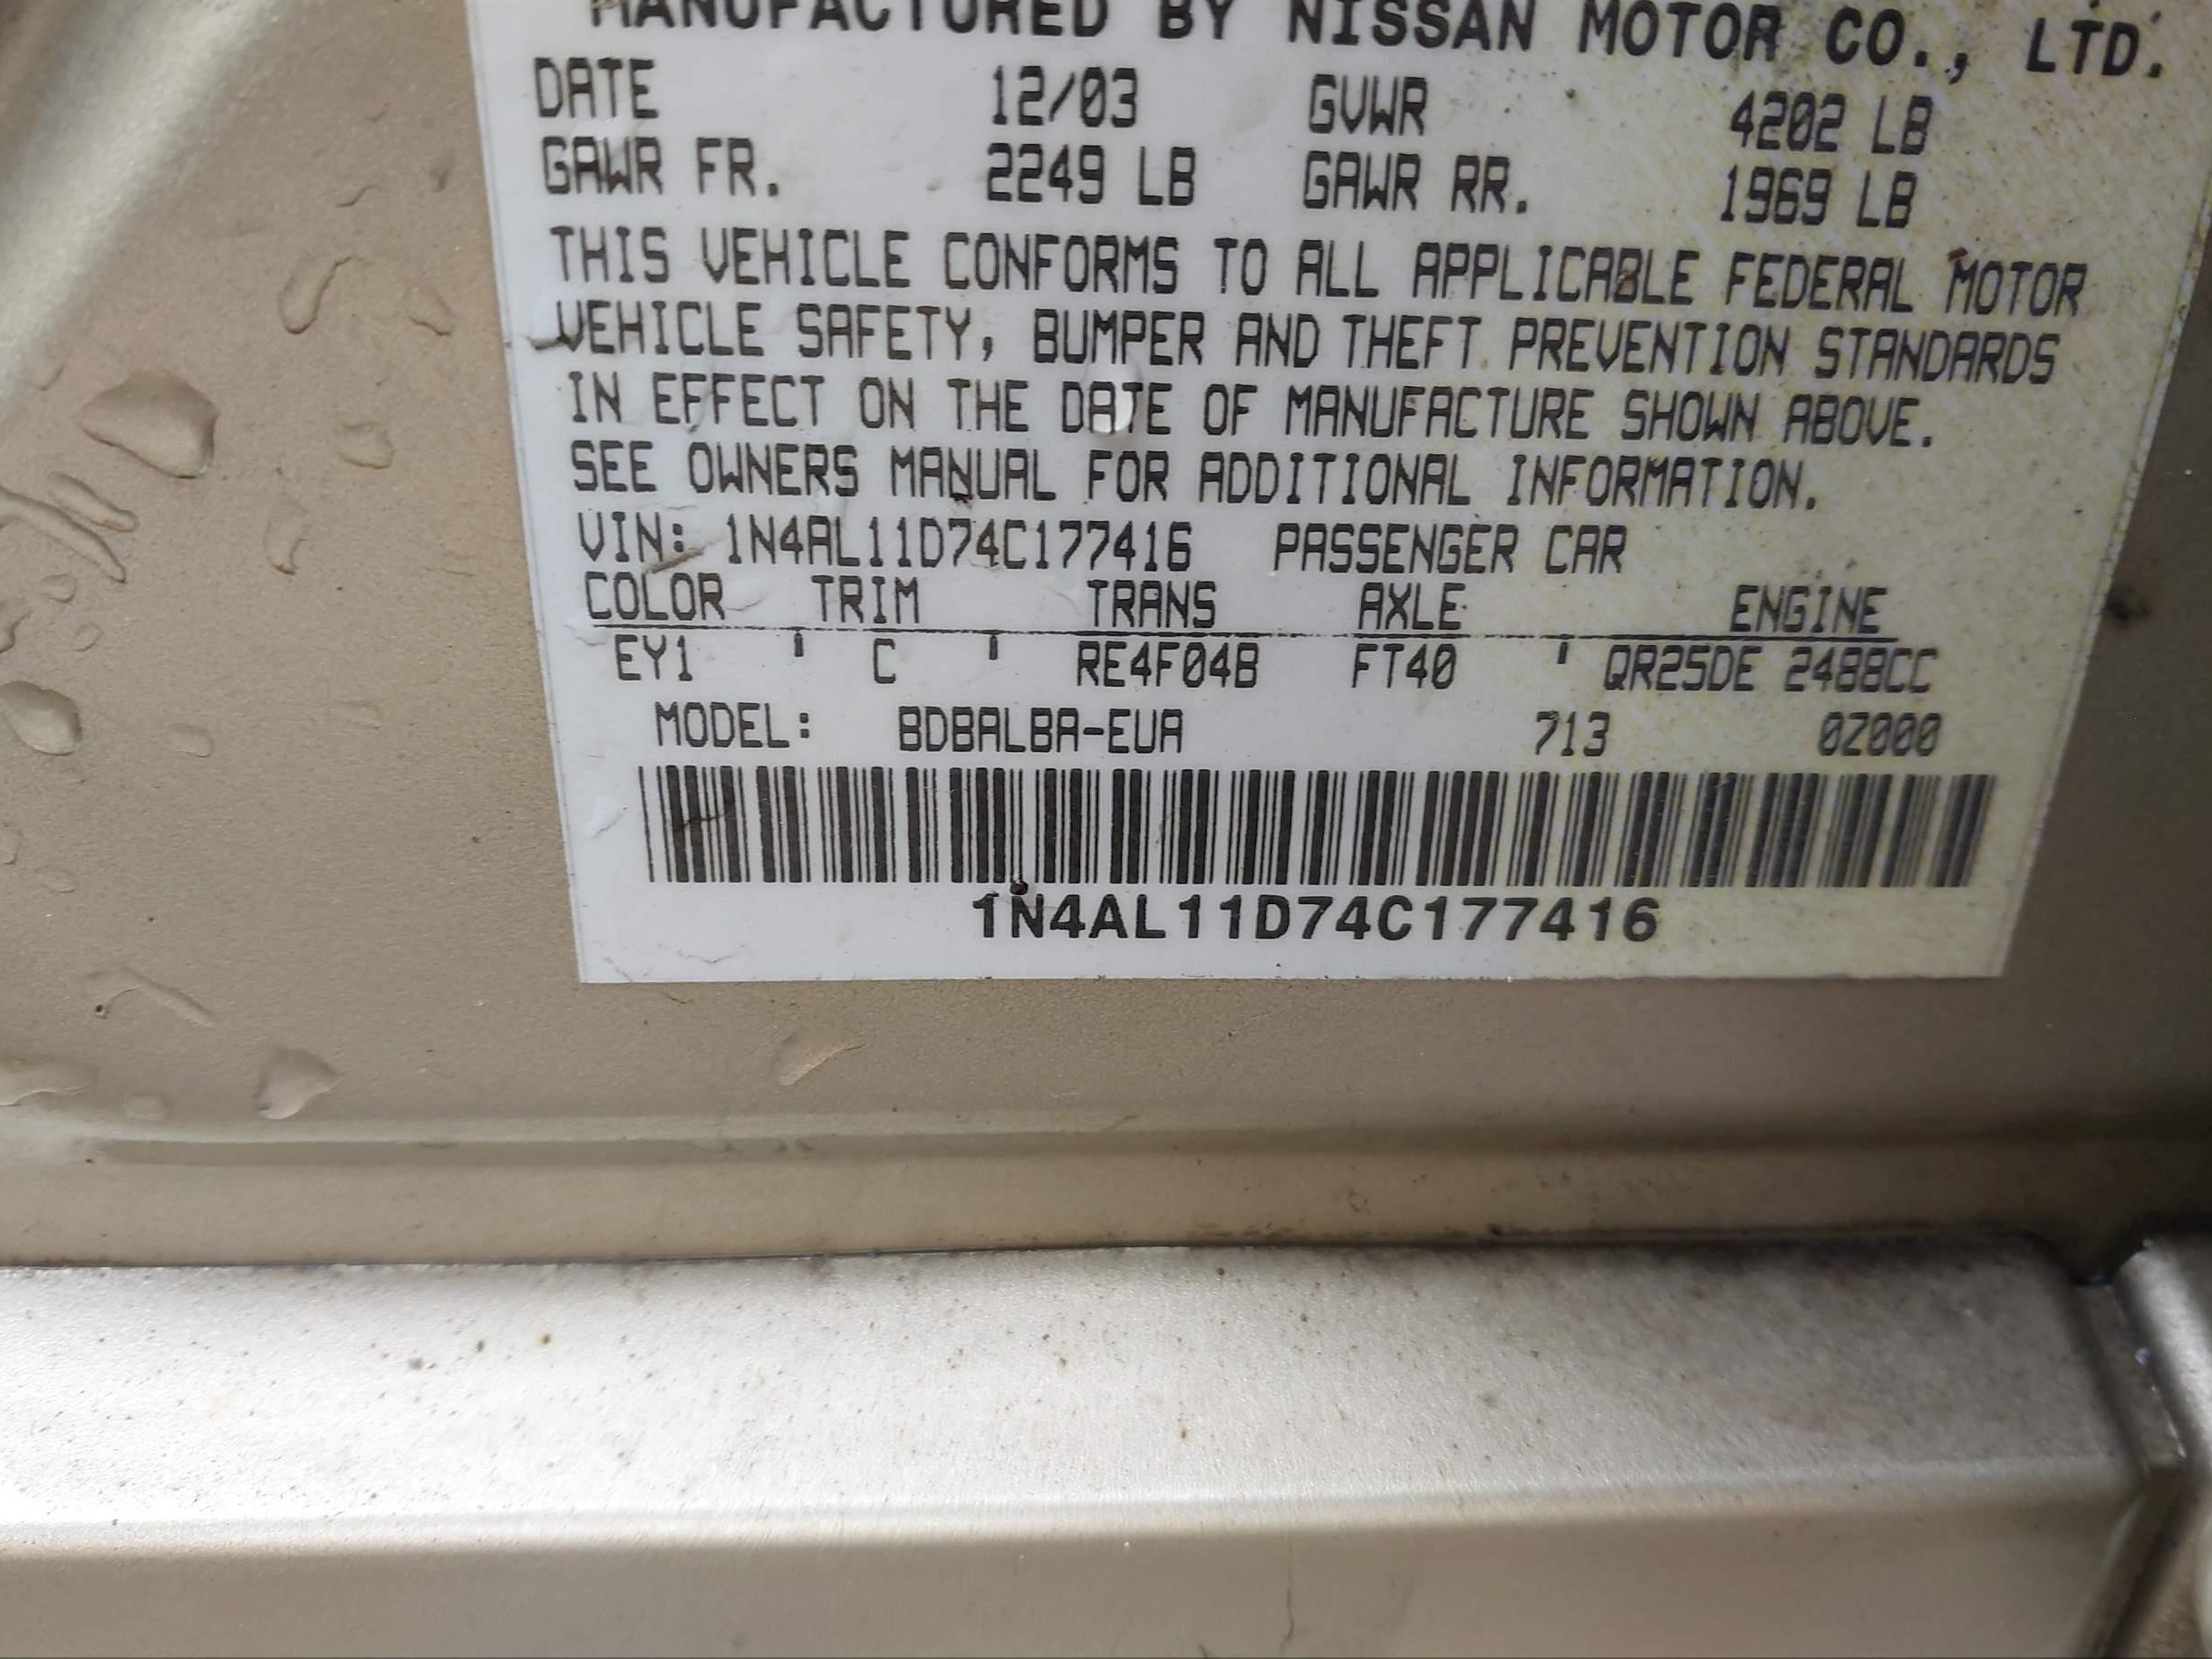 MANUFACTURED BY NISSAN MOTOR CO., LTD.
DATE 12/03 GVWR 4202 LB
GAWR FR. 2249 LB GAWR RR. 1969 LB
THIS VEHICLE CONFORMS TO ALL APPLICABLE FEDERAL MOTOR
VEHICLE SAFETY, BUMPER AND THEFT PREVENTION STANDARDS
IN EFFECT ON THE DATE OF MANUFACTURE SHOWN ABOVE.
SEE OWNERS MANUAL FOR ADDITIONAL INFORMATION.
VIN: 1N4AL11D74C177416 PASSENGER CAR
COLOR TRIM TRANS AXLE ENGINE
EY1 ' C ' RE4F04B FT40 ' QR25DE 2488CC
MODEL: BDBALBA-EUA 713 0Z000
1N4AL11D74C177416